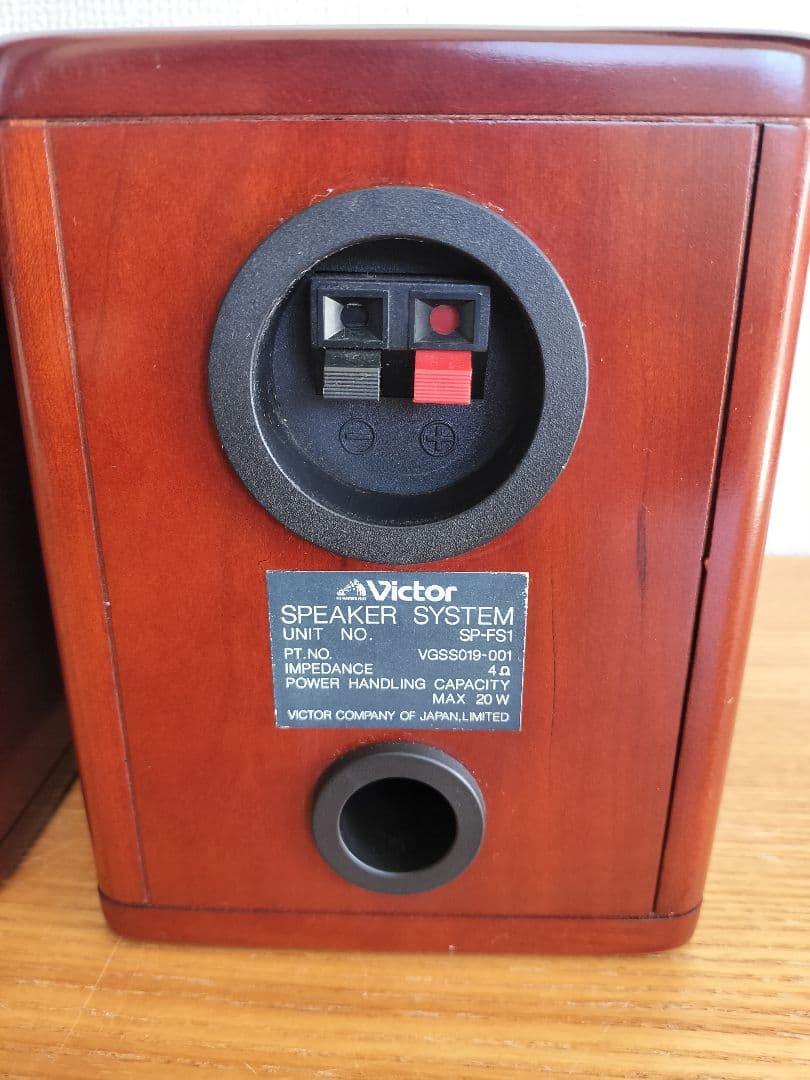 ⊖ ⊕
Victor
SPEAKER SYSTEM
UNIT NO. SP-FS1
PT.NO. VGSS019-001
IMPEDANCE 4Ω
POWER HANDLING CAPACITY
MAX 20W
VICTOR COMPANY OF JAPAN,LIMITED